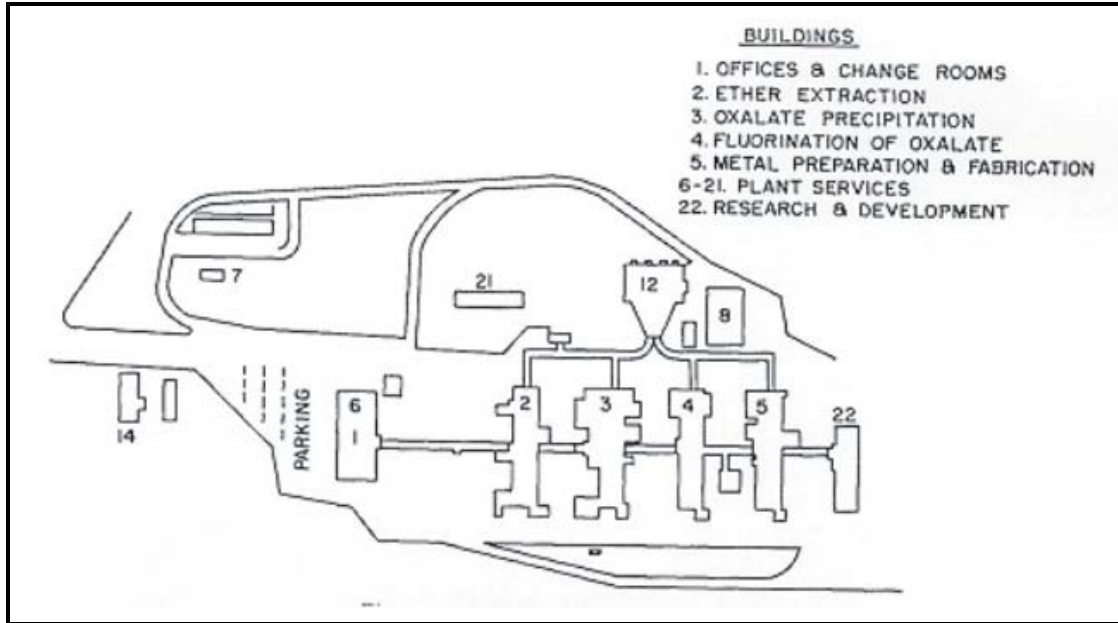 BUILDINGS
1. OFFICES & CHANGE ROOMS
2. ETHER EXTRACTION
3. OXALATE PRECIPITATION
4. FLUORINATION OF OXALATE
5. METAL PREPARATION & FABRICATION
6-21. PLANT SERVICES
22. RESEARCH & DEVELOPMENT
7
21
12
8
14
PARKING
6
1
2
3
4
5
22